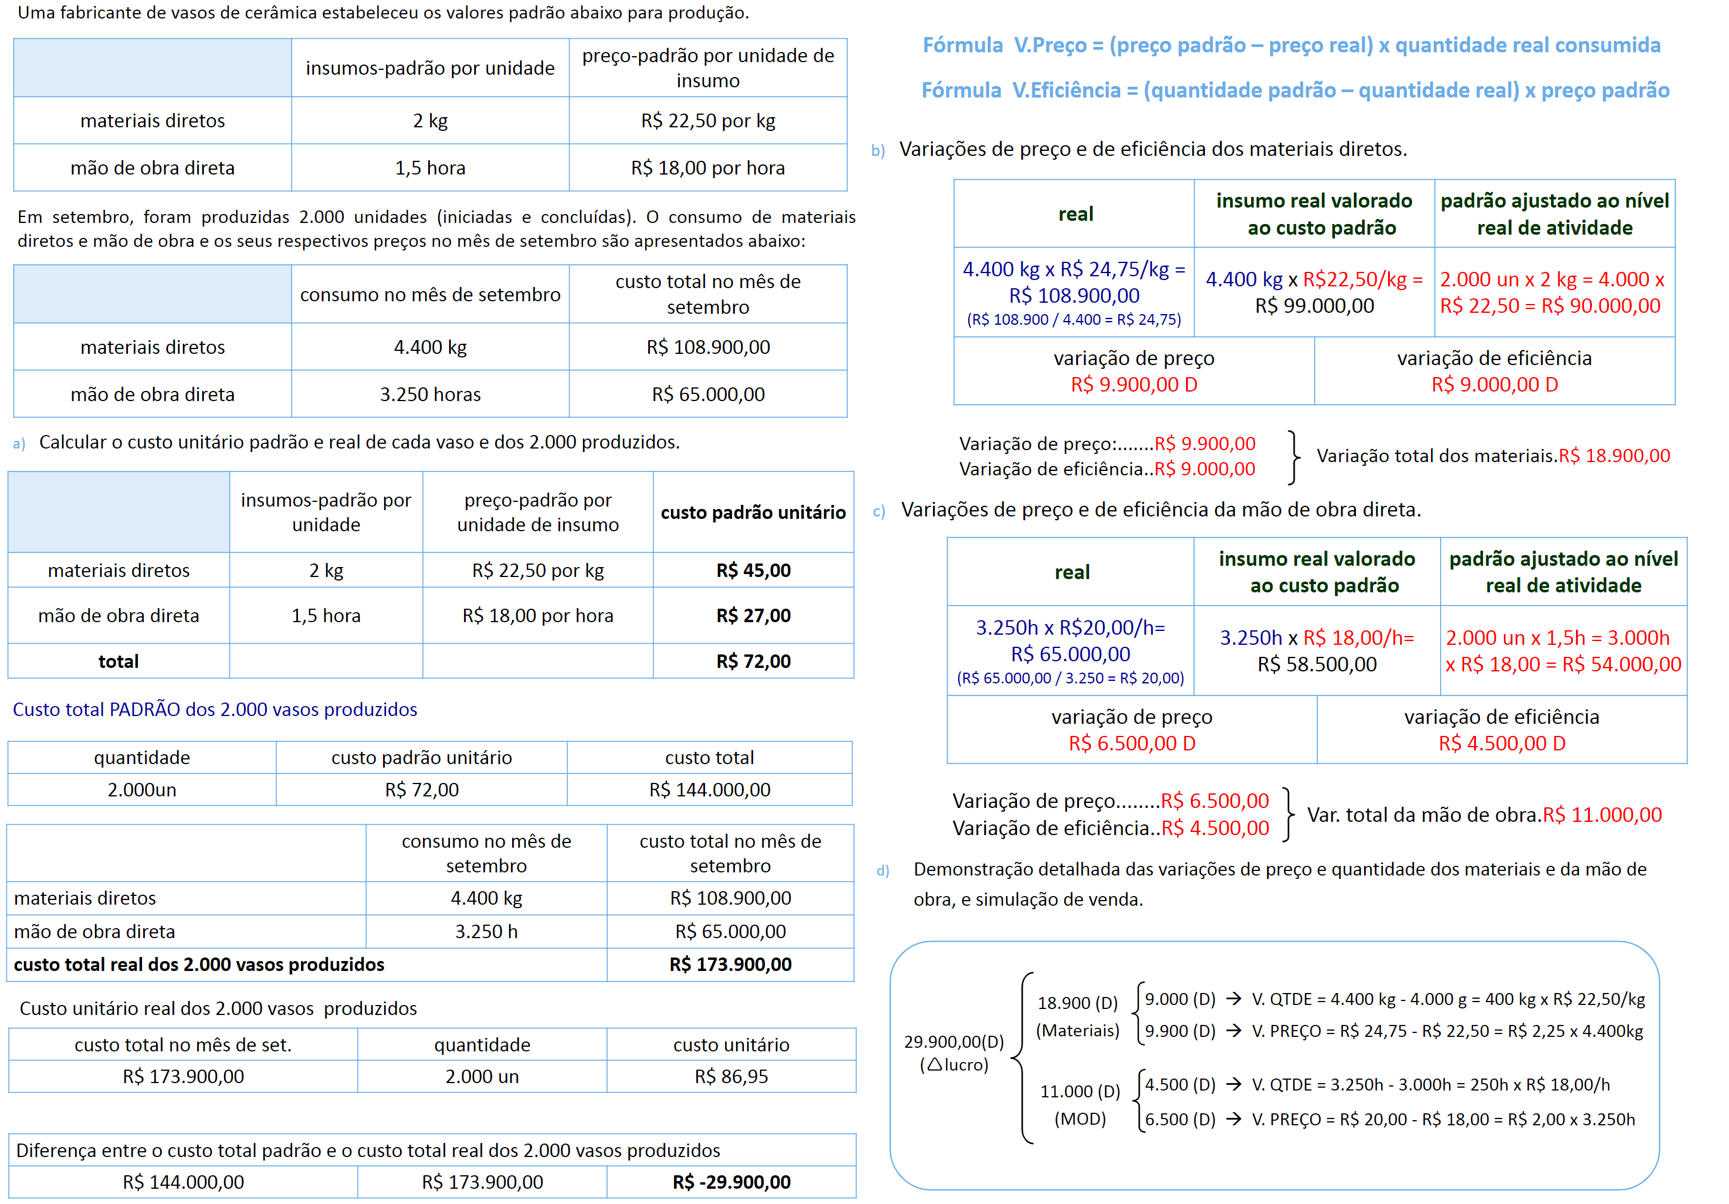 Uma fabricante de vasos de cerâmica estabeleceu os valores padrão abaixo para produção.
insumos-padrão por unidade
preço-padrão por unidade de
insumo
materiais diretos 2 kg R$ 22,50 por kg
mão de obra direta 1,5 hora R$ 18,00 por hora
Em setembro, foram produzidas 2.000 unidades (iniciadas e concluídas). O consumo de materiais
diretos e mão de obra e os seus respectivos preços no mês de setembro são apresentados abaixo:
consumo no mês de setembro
custo total no mês de
setembro
materiais diretos 4.400 kg R$ 108.900,00
mão de obra direta 3.250 horas R$ 65.000,00
a) Calcular o custo unitário padrão e real de cada vaso e dos 2.000 produzidos.
insumos-padrão por
unidade
preço-padrão por
unidade de insumo
custo padrão unitário
materiais diretos 2 kg R$ 22,50 por kg R$ 45,00
mão de obra direta 1,5 hora R$ 18,00 por hora R$ 27,00
total R$ 72,00
Custo total PADRÃO dos 2.000 vasos produzidos
quantidade custo padrão unitário custo total
2.000un R$ 72,00 R$ 144.000,00
consumo no mês de
setembro
custo total no mês de
setembro
materiais diretos 4.400 kg R$ 108.900,00
mão de obra direta 3.250 h R$ 65.000,00
custo total real dos 2.000 vasos produzidos R$ 173.900,00
Custo unitário real dos 2.000 vasos produzidos
custo total no mês de set. quantidade custo unitário
R$ 173.900,00 2.000 un R$ 86,95
Diferença entre o custo total padrão e o custo total real dos 2.000 vasos produzidos
R$ 144.000,00 R$ 173.900,00 R$ -29.900,00
Fórmula V.Preço = (preço padrão – preço real) x quantidade real consumida
Fórmula V.Eficiência = (quantidade padrão – quantidade real) x preço padrão
b) Variações de preço e de eficiência dos materiais diretos.
real
insumo real valorado
ao custo padrão
padrão ajustado ao nível
real de atividade
4.400 kg x R$ 24,75/kg =
R$ 108.900,00
(R$ 108.900 / 4.400 = R$ 24,75)
4.400 kg x R$22,50/kg =
R$ 99.000,00
2.000 un x 2 kg = 4.000 x
R$ 22,50 = R$ 90.000,00
variação de preço
R$ 9.900,00 D
variação de eficiência
R$ 9.000,00 D
Variação de preço:.......R$ 9.900,00
Variação de eficiência..R$ 9.000,00
Variação total dos materiais.R$ 18.900,00
c) Variações de preço e de eficiência da mão de obra direta.
real
insumo real valorado
ao custo padrão
padrão ajustado ao nível
real de atividade
3.250h x R$20,00/h=
R$ 65.000,00
(R$ 65.000,00 / 3.250 = R$ 20,00)
3.250h x R$ 18,00/h=
R$ 58.500,00
2.000 un x 1,5h = 3.000h
x R$ 18,00 = R$ 54.000,00
variação de preço
R$ 6.500,00 D
variação de eficiência
R$ 4.500,00 D
Variação de preço........R$ 6.500,00
Variação de eficiência..R$ 4.500,00
Var. total da mão de obra.R$ 11.000,00
d) Demonstração detalhada das variações de preço e quantidade dos materiais e da mão de
obra, e simulação de venda.
29.900,00(D)
(△lucro)
18.900 (D)
(Materiais)
9.000 (D) → V. QTDE = 4.400 kg - 4.000 g = 400 kg x R$ 22,50/kg
9.900 (D) → V. PREÇO = R$ 24,75 - R$ 22,50 = R$ 2,25 x 4.400kg
11.000 (D)
(MOD)
4.500 (D) → V. QTDE = 3.250h - 3.000h = 250h x R$ 18,00/h
6.500 (D) → V. PREÇO = R$ 20,00 - R$ 18,00 = R$ 2,00 x 3.250h